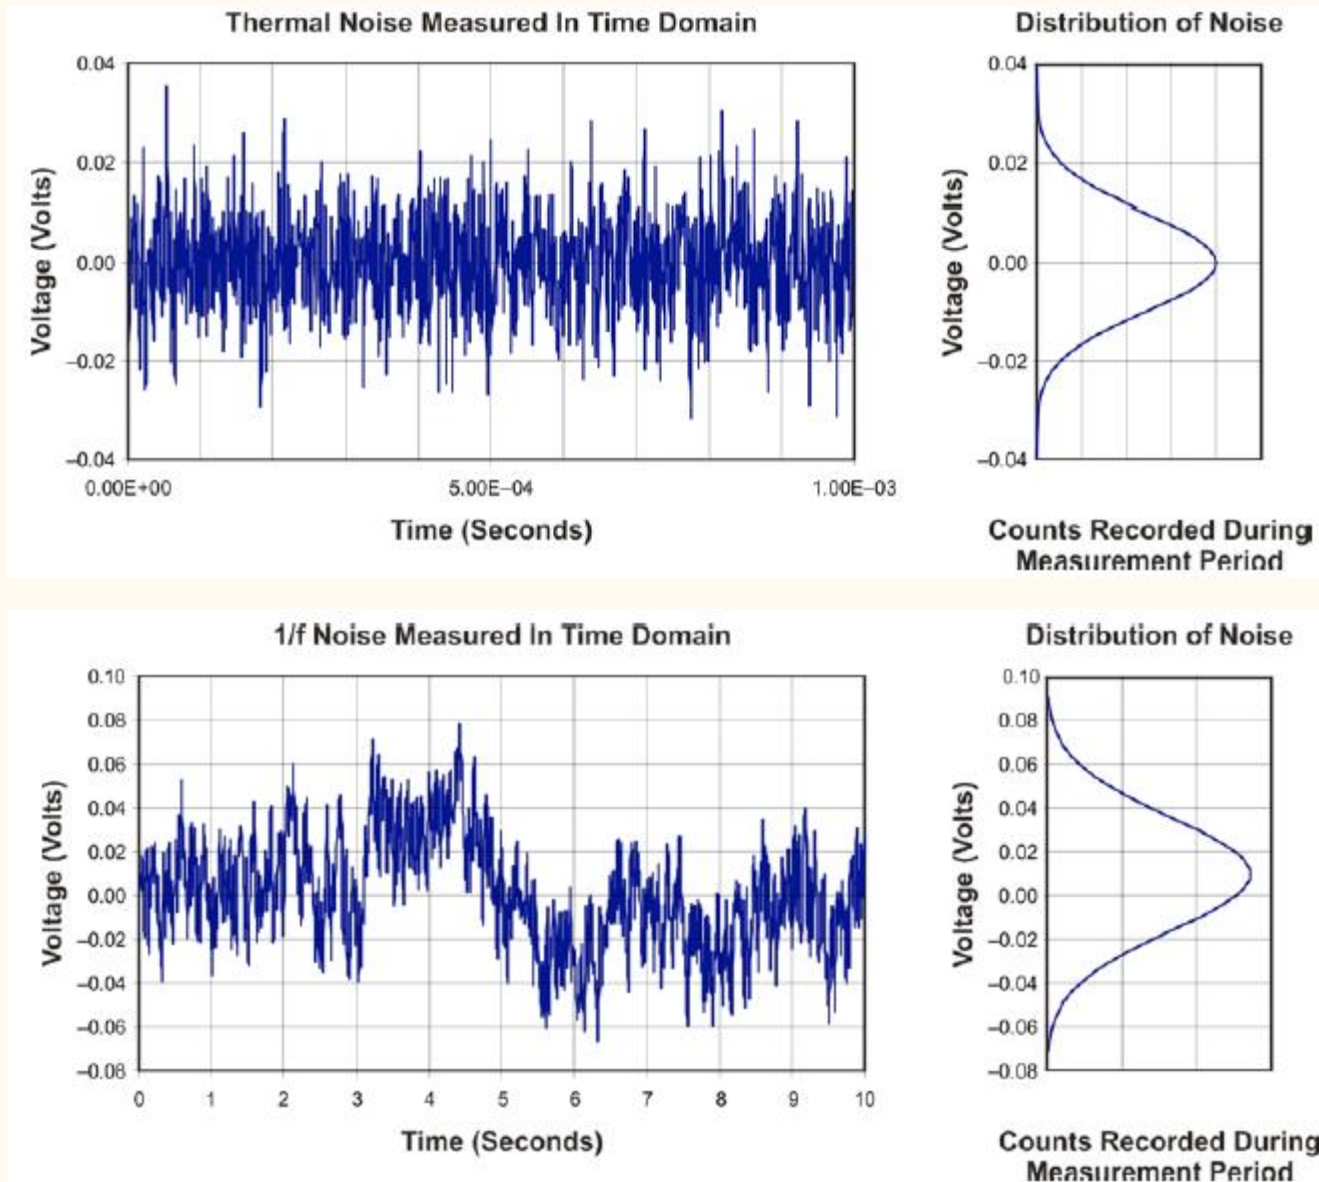 Thermal Noise Measured In Time Domain
Distribution of Noise
0.04
0.02
0.00
–0.02
–0.04
Voltage (Volts)
0.00E+00 5.00E–04 1.00E–03
Time (Seconds)
0.04
0.02
0.00
–0.02
–0.04
Voltage (Volts)
Counts Recorded During
Measurement Period
1/f Noise Measured In Time Domain
Distribution of Noise
0.10
0.08
0.06
0.04
0.02
0.00
–0.02
–0.04
–0.06
–0.08
Voltage (Volts)
0 1 2 3 4 5 6 7 8 9 10
Time (Seconds)
0.10
0.08
0.06
0.04
0.02
0.00
–0.02
–0.04
–0.06
–0.08
Voltage (Volts)
Counts Recorded During
Measurement Period